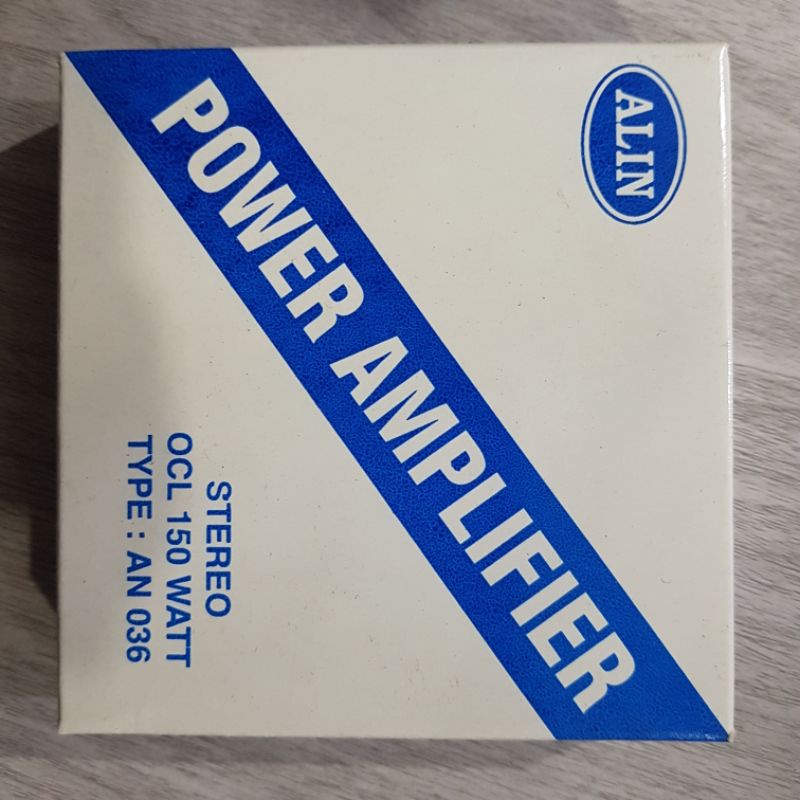 ALIN
POWER AMPLIFIER
STEREO
OCL 150 WATT
TYPE : AN 036